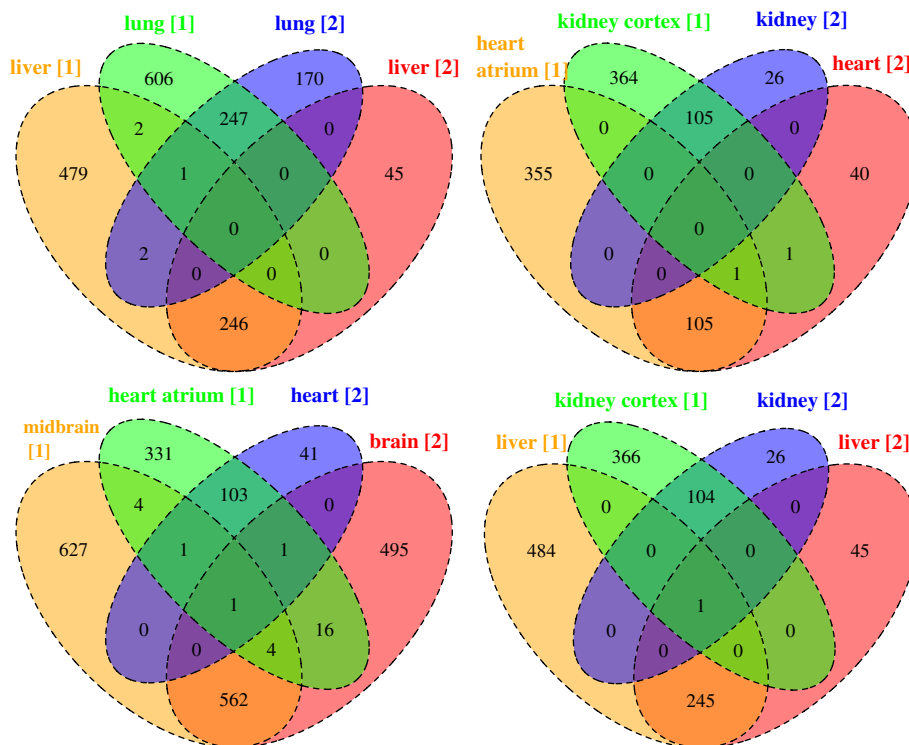 lung [1] lung [2]
liver [1] liver [2]
606 170
2 247 0
479 1 0 45
0
2 0 0 0
246
kidney cortex [1] kidney [2]
heart
atrium [1] heart [2]
364 26
0 105 0
355 0 0 40
0
0 0 1 1
105
heart atrium [1] heart [2]
midbrain
[1] brain [2]
331 41
4 103 0
627 1 1 495
1
0 0 4 16
562
kidney cortex [1] kidney [2]
liver [1] liver [2]
366 26
0 104 0
484 0 0 45
1
0 0 0 0
245